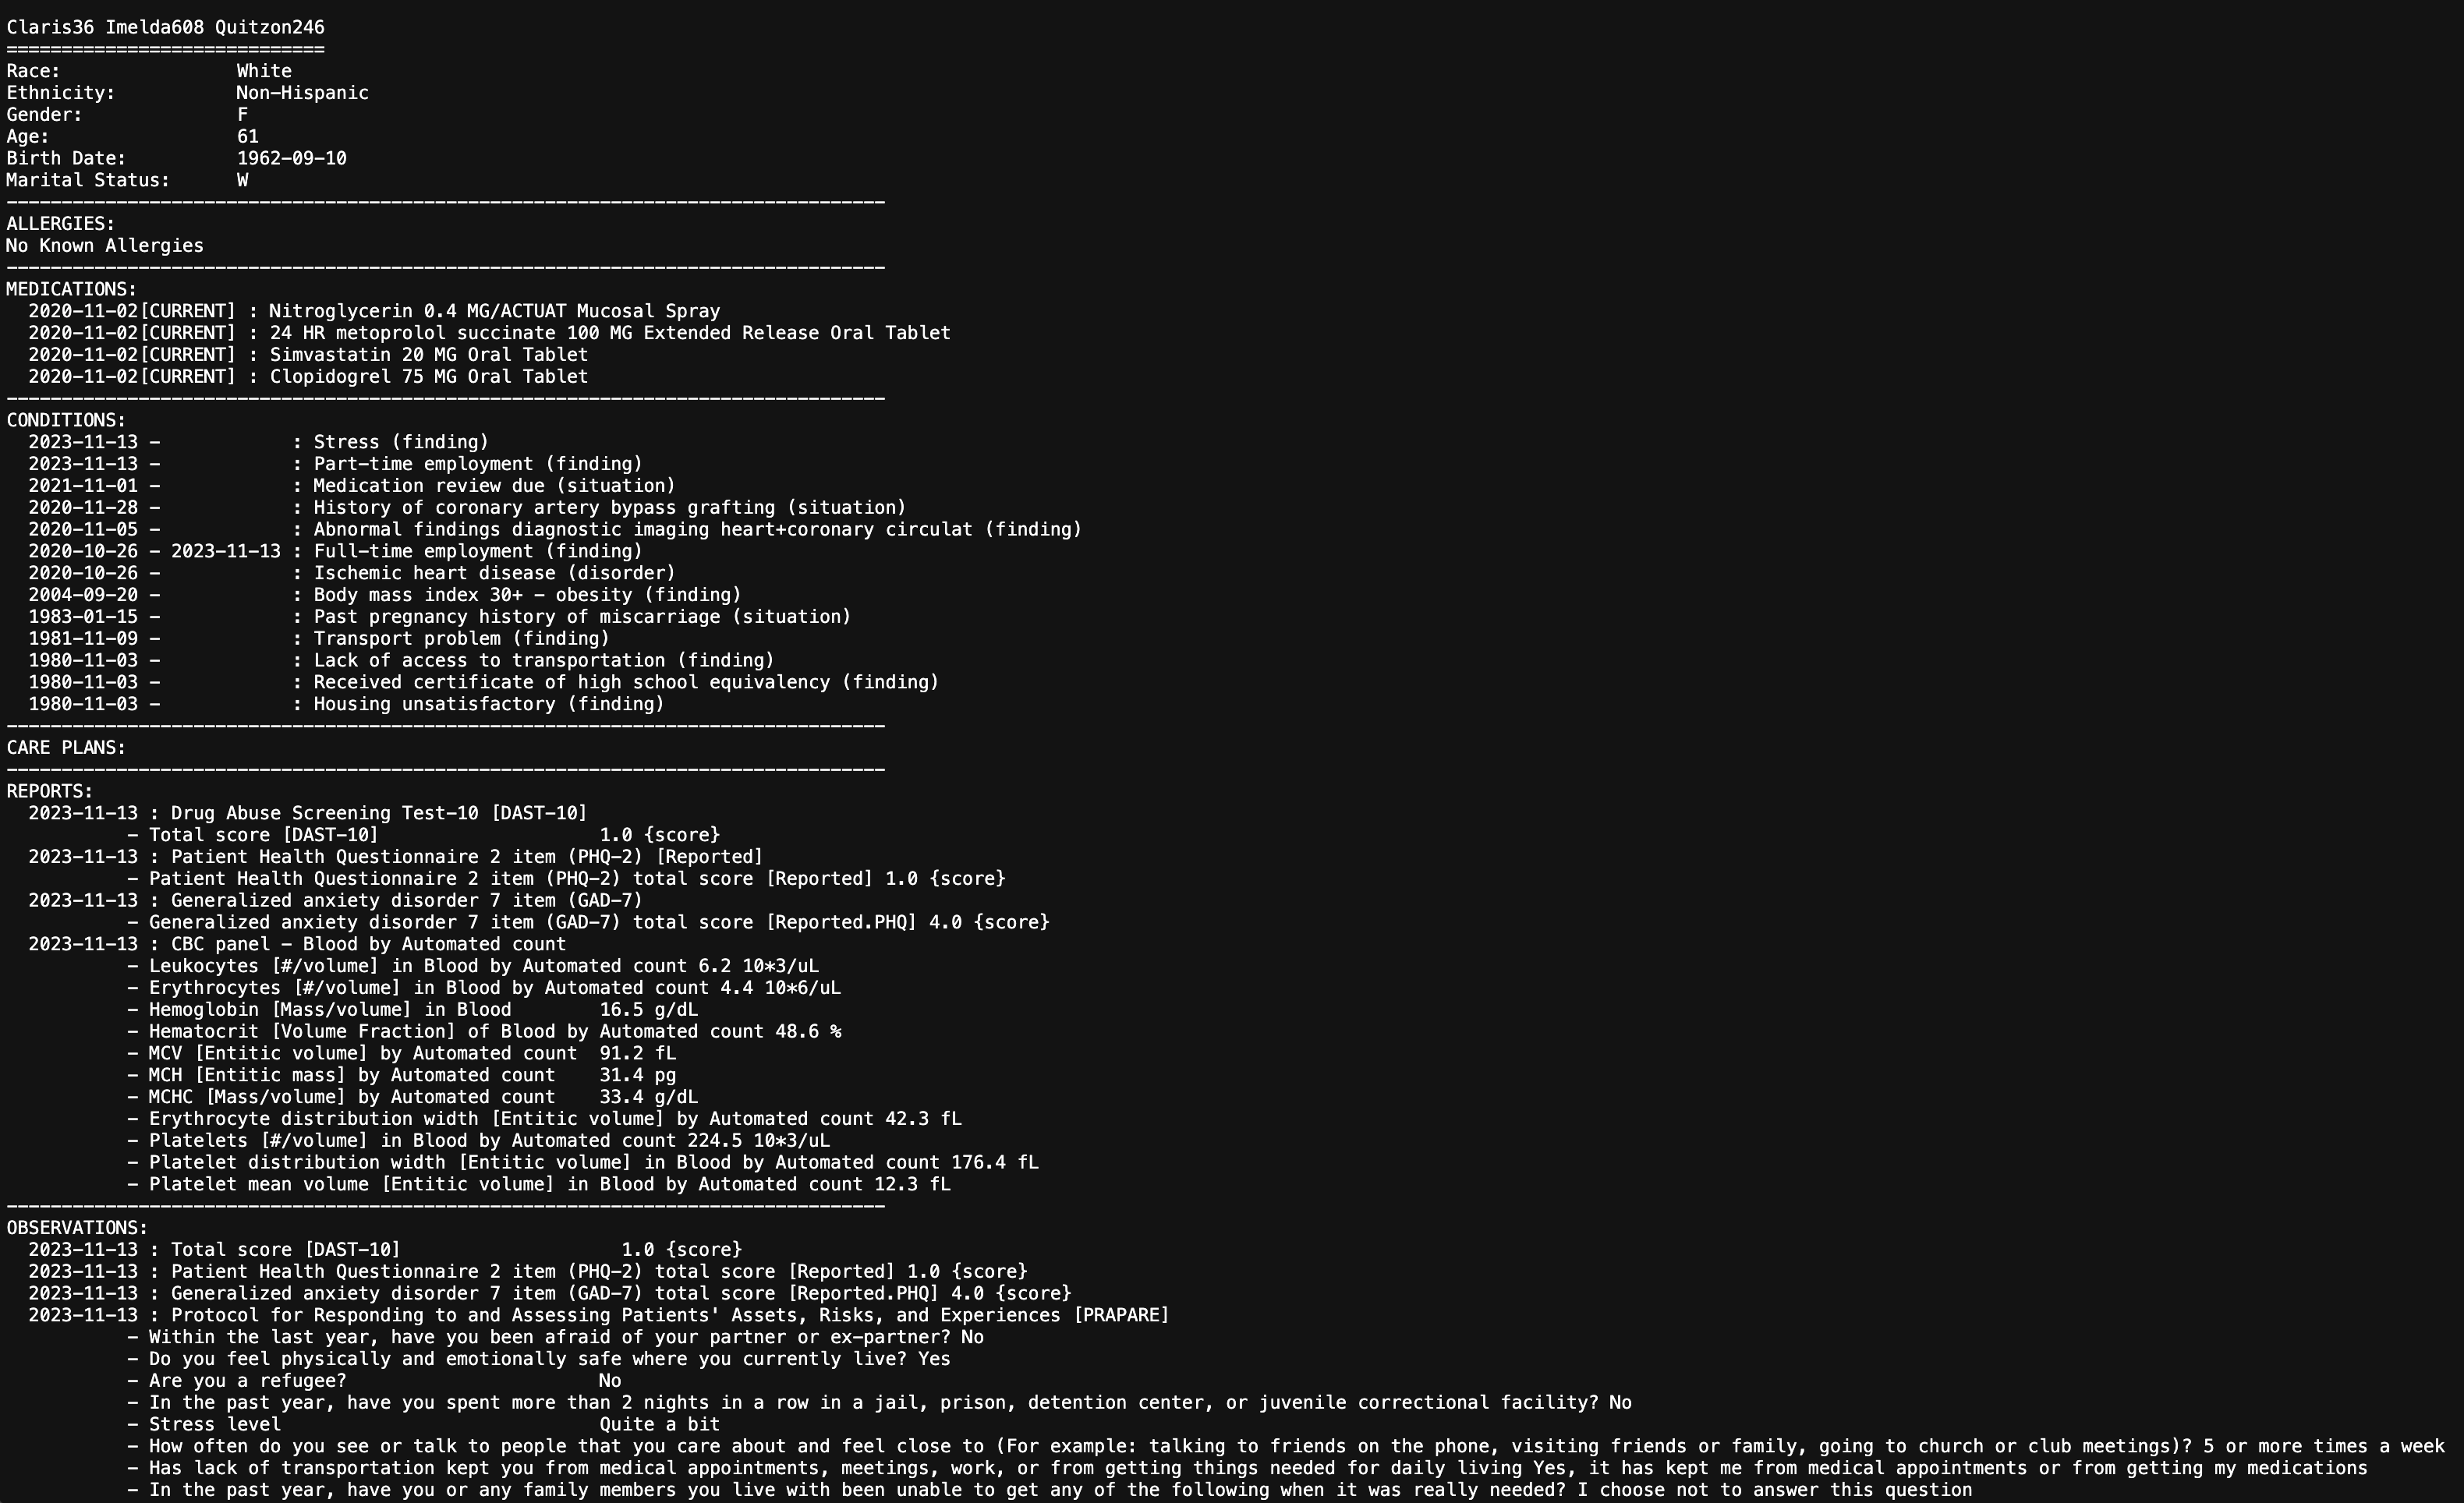 Claris36 Imelda608 Quitzon246
=============================
Race:                White
Ethnicity:           Non-Hispanic
Gender:              F
Age:                 61
Birth Date:          1962-09-10
Marital Status:      W
--------------------------------------------------------------------------------
ALLERGIES:
No Known Allergies
--------------------------------------------------------------------------------
MEDICATIONS:
  2020-11-02[CURRENT] : Nitroglycerin 0.4 MG/ACTUAT Mucosal Spray
  2020-11-02[CURRENT] : 24 HR metoprolol succinate 100 MG Extended Release Oral Tablet
  2020-11-02[CURRENT] : Simvastatin 20 MG Oral Tablet
  2020-11-02[CURRENT] : Clopidogrel 75 MG Oral Tablet
--------------------------------------------------------------------------------
CONDITIONS:
  2023-11-13 -            : Stress (finding)
  2023-11-13 -            : Part-time employment (finding)
  2021-11-01 -            : Medication review due (situation)
  2020-11-28 -            : History of coronary artery bypass grafting (situation)
  2020-11-05 -            : Abnormal findings diagnostic imaging heart+coronary circulat (finding)
  2020-10-26 - 2023-11-13 : Full-time employment (finding)
  2020-10-26 -            : Ischemic heart disease (disorder)
  2004-09-20 -            : Body mass index 30+ - obesity (finding)
  1983-01-15 -            : Past pregnancy history of miscarriage (situation)
  1981-11-09 -            : Transport problem (finding)
  1980-11-03 -            : Lack of access to transportation (finding)
  1980-11-03 -            : Received certificate of high school equivalency (finding)
  1980-11-03 -            : Housing unsatisfactory (finding)
--------------------------------------------------------------------------------
CARE PLANS:
--------------------------------------------------------------------------------
REPORTS:
  2023-11-13 : Drug Abuse Screening Test-10 [DAST-10]
           - Total score [DAST-10]                    1.0 {score}
  2023-11-13 : Patient Health Questionnaire 2 item (PHQ-2) [Reported]
           - Patient Health Questionnaire 2 item (PHQ-2) total score [Reported] 1.0 {score}
  2023-11-13 : Generalized anxiety disorder 7 item (GAD-7)
           - Generalized anxiety disorder 7 item (GAD-7) total score [Reported.PHQ] 4.0 {score}
  2023-11-13 : CBC panel - Blood by Automated count
           - Leukocytes [#/volume] in Blood by Automated count 6.2 10*3/uL
           - Erythrocytes [#/volume] in Blood by Automated count 4.4 10*6/uL
           - Hemoglobin [Mass/volume] in Blood        16.5 g/dL
           - Hematocrit [Volume Fraction] of Blood by Automated count 48.6 %
           - MCV [Entitic volume] by Automated count  91.2 fL
           - MCH [Entitic mass] by Automated count    31.4 pg
           - MCHC [Mass/volume] by Automated count    33.4 g/dL
           - Erythrocyte distribution width [Entitic volume] by Automated count 42.3 fL
           - Platelets [#/volume] in Blood by Automated count 224.5 10*3/uL
           - Platelet distribution width [Entitic volume] in Blood by Automated count 176.4 fL
           - Platelet mean volume [Entitic volume] in Blood by Automated count 12.3 fL
--------------------------------------------------------------------------------
OBSERVATIONS:
  2023-11-13 : Total score [DAST-10]                    1.0 {score}
  2023-11-13 : Patient Health Questionnaire 2 item (PHQ-2) total score [Reported] 1.0 {score}
  2023-11-13 : Generalized anxiety disorder 7 item (GAD-7) total score [Reported.PHQ] 4.0 {score}
  2023-11-13 : Protocol for Responding to and Assessing Patients' Assets, Risks, and Experiences [PRAPARE]
           - Within the last year, have you been afraid of your partner or ex-partner? No
           - Do you feel physically and emotionally safe where you currently live? Yes
           - Are you a refugee?                       No
           - In the past year, have you spent more than 2 nights in a row in a jail, prison, detention center, or juvenile correctional facility? No
           - Stress level                             Quite a bit
           - How often do you see or talk to people that you care about and feel close to (For example: talking to friends on the phone, visiting friends or family, going to church or club meetings)? 5 or more times a week
           - Has lack of transportation kept you from medical appointments, meetings, work, or from getting things needed for daily living Yes, it has kept me from medical appointments or from getting my medications
           - In the past year, have you or any family members you live with been unable to get any of the following when it was really needed? I choose not to answer this question